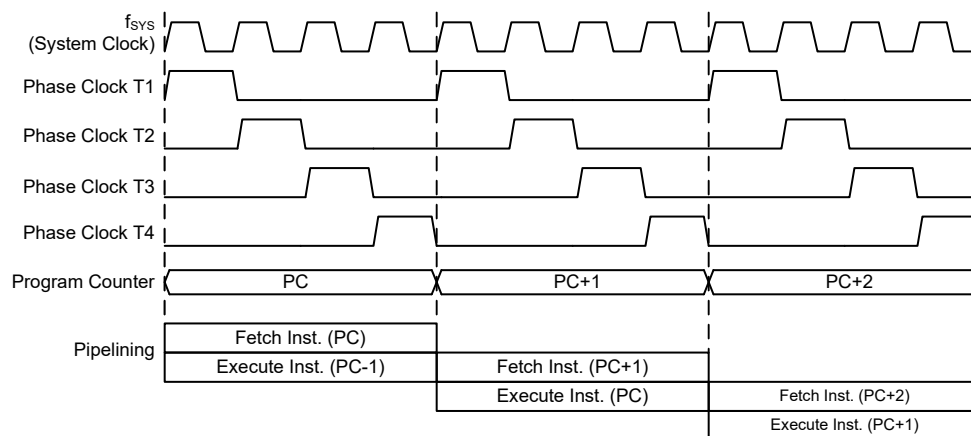 fSYS
(System Clock)
Phase Clock T1
Phase Clock T2
Phase Clock T3
Phase Clock T4
Program Counter PC PC+1 PC+2
Pipelining
Fetch Inst. (PC)
Execute Inst. (PC-1) Fetch Inst. (PC+1)
Execute Inst. (PC) Fetch Inst. (PC+2)
Execute Inst. (PC+1)